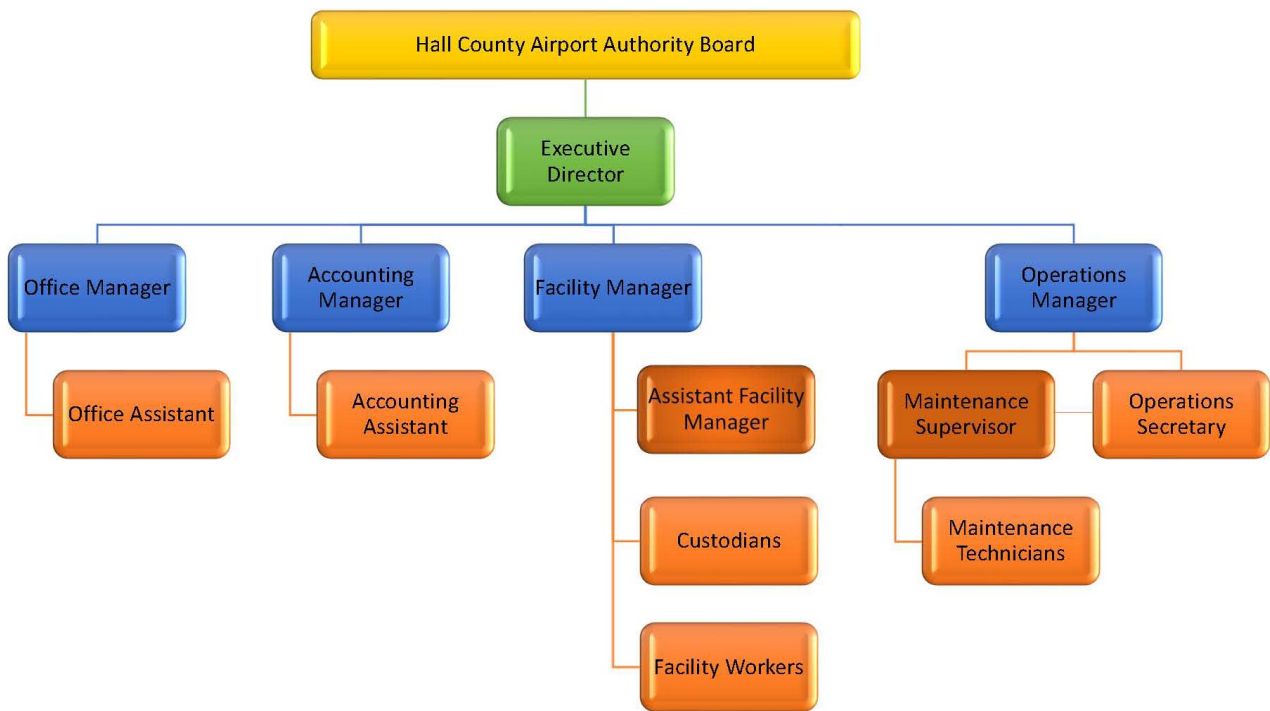 Hall County Airport Authority Board
Executive
Director
Office Manager
Accounting
Manager
Facility Manager
Operations
Manager
Office Assistant
Accounting
Assistant
Assistant Facility
Manager
Maintenance
Supervisor
Operations
Secretary
Custodians
Maintenance
Technicians
Facility Workers